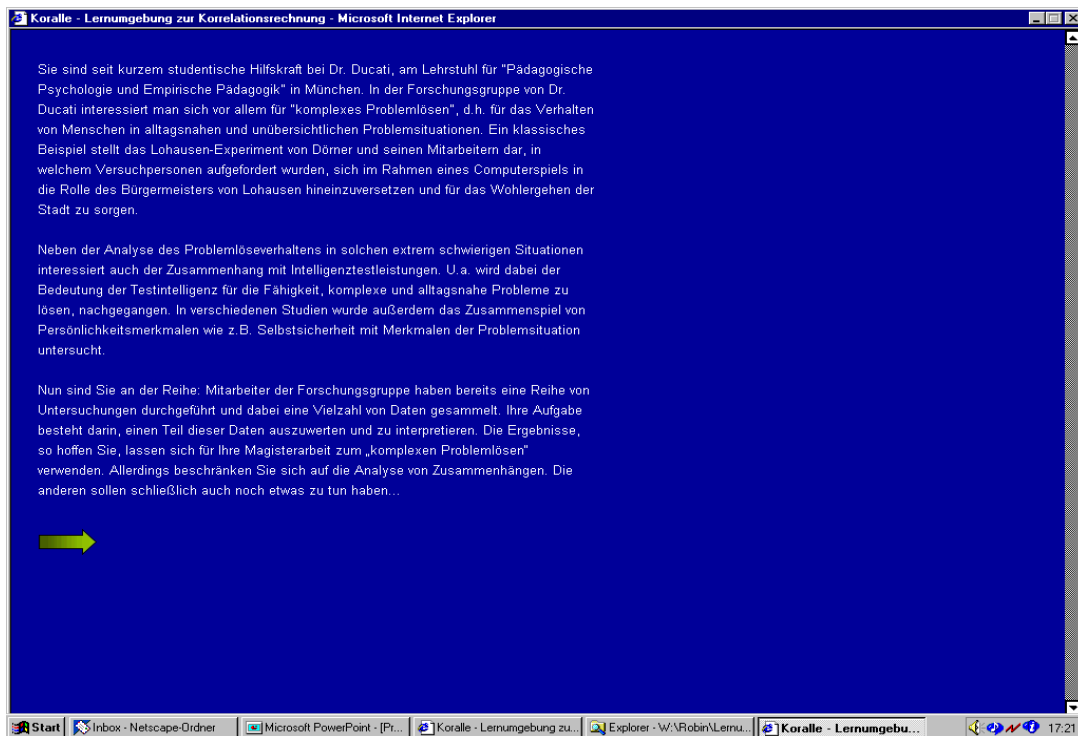 Koralle - Lernumgebung zur Korrelationsrechnung - Microsoft Internet Explorer
Sie sind seit kurzem studentische Hilfskraft bei Dr. Ducati, am Lehrstuhl für "Pädagogische
Psychologie und Empirische Pädagogik" in München. In der Forschungsgruppe von Dr.
Ducati interessiert man sich vor allem für "komplexes Problemlösen", d.h. für das Verhalten
von Menschen in alltagsnahen und unübersichtlichen Problemsituationen. Ein klassisches
Beispiel stellt das Lohausen-Experiment von Dörner und seinen Mitarbeitern dar, in
welchem Versuchpersonen aufgefordert wurden, sich im Rahmen eines Computerspiels in
die Rolle des Bürgermeisters von Lohausen hineinzuversetzen und für das Wohlergehen der
Stadt zu sorgen.
Neben der Analyse des Problemlöseverhaltens in solchen extrem schwierigen Situationen
interessiert auch der Zusammenhang mit Intelligenztestleistungen. U.a. wird dabei der
Bedeutung der Testintelligenz für die Fähigkeit, komplexe und alltagsnahe Probleme zu
lösen, nachgegangen. In verschiedenen Studien wurde außerdem das Zusammenspiel von
Persönlichkeitsmerkmalen wie z.B. Selbstsicherheit mit Merkmalen der Problemsituation
untersucht.
Nun sind Sie an der Reihe: Mitarbeiter der Forschungsgruppe haben bereits eine Reihe von
Untersuchungen durchgeführt und dabei eine Vielzahl von Daten gesammelt. Ihre Aufgabe
besteht darin, einen Teil dieser Daten auszuwerten und zu interpretieren. Die Ergebnisse,
so hoffen Sie, lassen sich für Ihre Magisterarbeit zum „komplexen Problemlösen"
verwenden. Allerdings beschränken Sie sich auf die Analyse von Zusammenhängen. Die
anderen sollen schließlich auch noch etwas zu tun haben...
Start Inbox - Netscape-Ordner Microsoft PowerPoint - [Pr... Koralle - Lernumgebung zu... Explorer - W:\Robin\Lernu... Koralle - Lernumgebu... 17:21